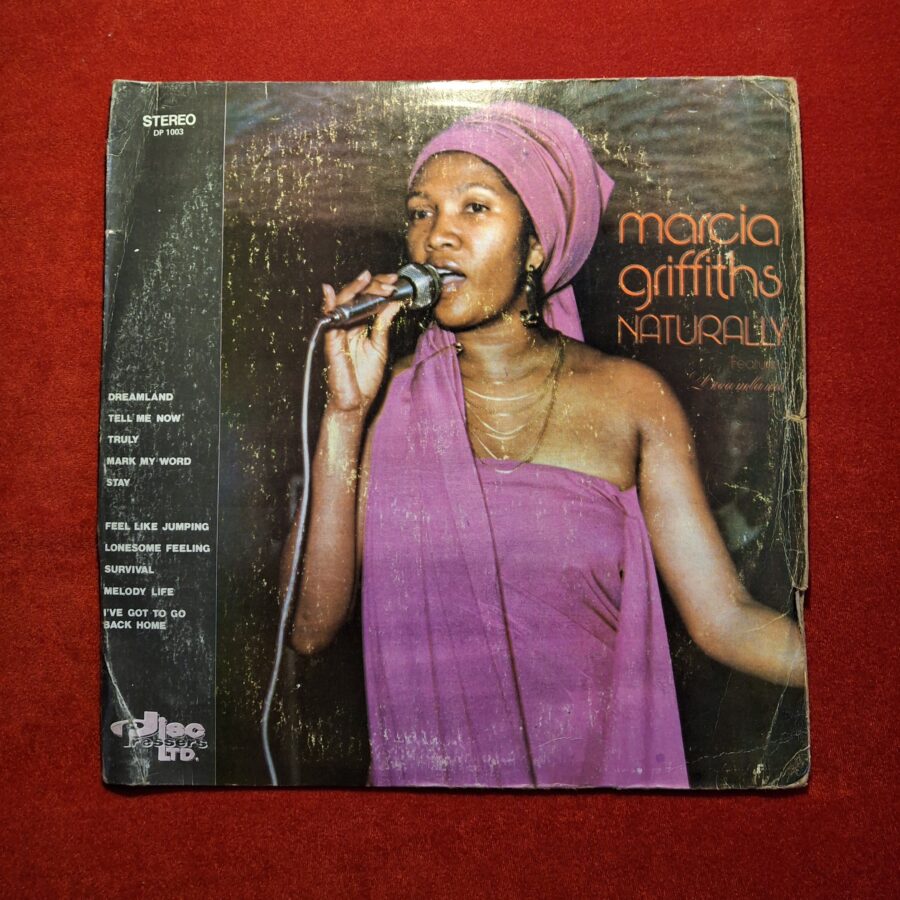 STEREO
DP 1003
marcia
griffiths
NATURALLY
Dreamland
DREAMLAND
TELL ME NOW
TRULY
MARK MY WORD
STAY
FEEL LIKE JUMPING
LONESOME FEELING
SURVIVAL
MELODY LIFE
I'VE GOT TO GO
BACK HOME
Disc
Pressers
LTD.